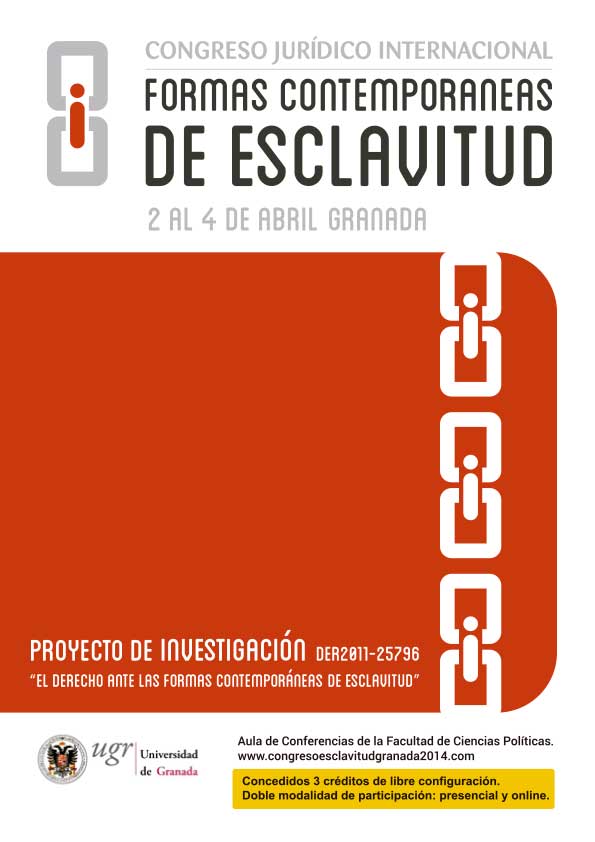 CONGRESO JURÍDICO INTERNACIONAL
FORMAS CONTEMPORANEAS
DE ESCLAVITUD
2 AL 4 DE ABRIL GRANADA
PROYECTO DE INVESTIGACIÓN DER2011-25796
“EL DERECHO ANTE LAS FORMAS CONTEMPORÁNEAS DE ESCLAVITUD”
ugr
Universidad
de Granada
Aula de Conferencias de la Facultad de Ciencias Políticas.
www.congresoesclavitudgranada2014.com
Concedidos 3 créditos de libre configuración.
Doble modalidad de participación: presencial y online.